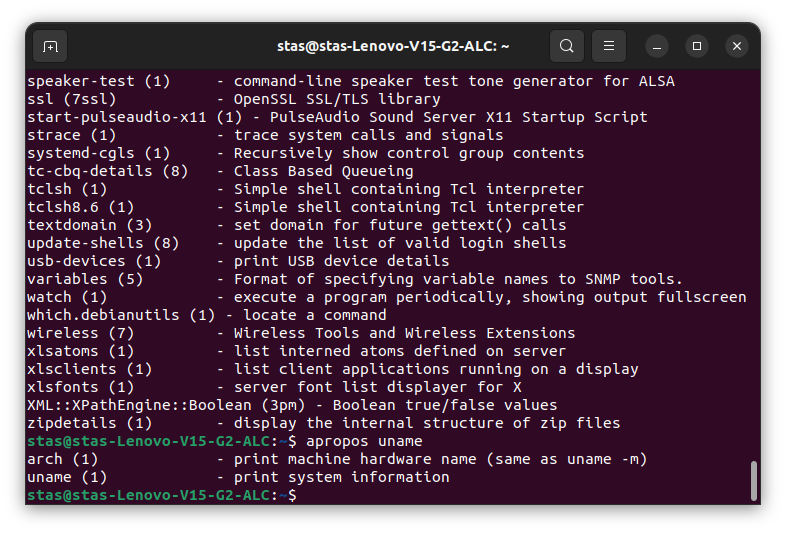 stas@stas-Lenovo-V15-G2-ALC: ~
speaker-test (1)     - command-line speaker test tone generator for ALSA
ssl (7ssl)           - OpenSSL SSL/TLS library
start-pulseaudio-x11 (1) - PulseAudio Sound Server X11 Startup Script
strace (1)           - trace system calls and signals
systemd-cgls (1)     - Recursively show control group contents
tc-cbq-details (8)   - Class Based Queueing
tclsh (1)            - Simple shell containing Tcl interpreter
tclsh8.6 (1)         - Simple shell containing Tcl interpreter
textdomain (3)       - set domain for future gettext() calls
update-shells (8)    - update the list of valid login shells
usb-devices (1)      - print USB device details
variables (5)        - Format of specifying variable names to SNMP tools.
watch (1)            - execute a program periodically, showing output fullscreen
which.debianutils (1) - locate a command
wireless (7)         - Wireless Tools and Wireless Extensions
xlsatoms (1)         - list interned atoms defined on server
xlsclients (1)       - list client applications running on a display
xlsfonts (1)         - server font list displayer for X
XML::XPathEngine::Boolean (3pm) - Boolean true/false values
zipdetails (1)       - display the internal structure of zip files
stas@stas-Lenovo-V15-G2-ALC:~$ apropos uname
arch (1)             - print machine hardware name (same as uname -m)
uname (1)            - print system information
stas@stas-Lenovo-V15-G2-ALC:~$